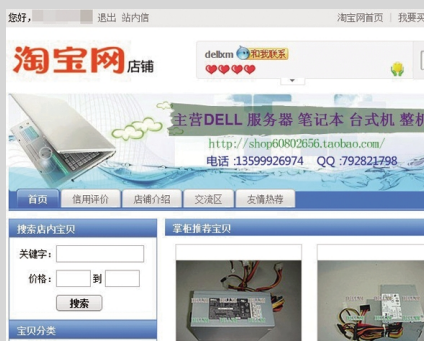 您好,
退出 站内信
淘宝网首页 | 我要买
淘宝网店铺
dellxm 和我联系
主营DELL 服务器 笔记本 台式机 整机
http://shop60802656.taobao.com/
电话:13599926974 QQ:792821798
首页 信用评价 店铺介绍 交流区 友情热荐
搜索店内宝贝
掌柜推荐宝贝
关键字:
价格: 到
搜索
宝贝分类